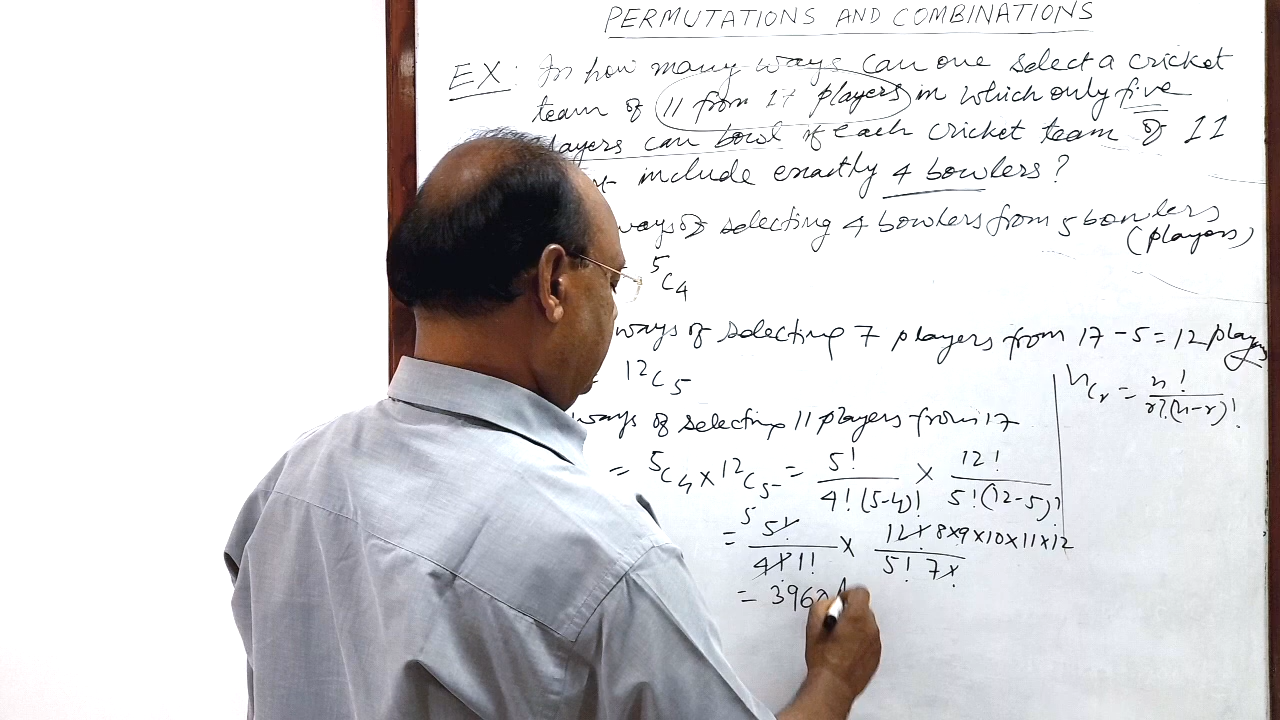 PERMUTATIONS AND COMBINATIONS
EX: In how many ways can one select a cricket
team of 11 from 17 players in which only five
layers can bowl if each cricket team of 11
include exactly 4 bowlers?
ways of selecting 4 bowlers from 5 bowlers
(players)
⁵C₄
ways of selecting 7 players from 17 - 5 = 12 players
= ¹²C₅
ⁿCᵣ = n! / r!(n-r)!
ways of selecting 11 players from 17
= ⁵C₄ × ¹²C₅ = 5! / 4!(5-4)! × 12! / 5!(12-5)!
= 5 5! / 4! 1! × 12! 8×9×10×11×12 / 5! 7!
= 396